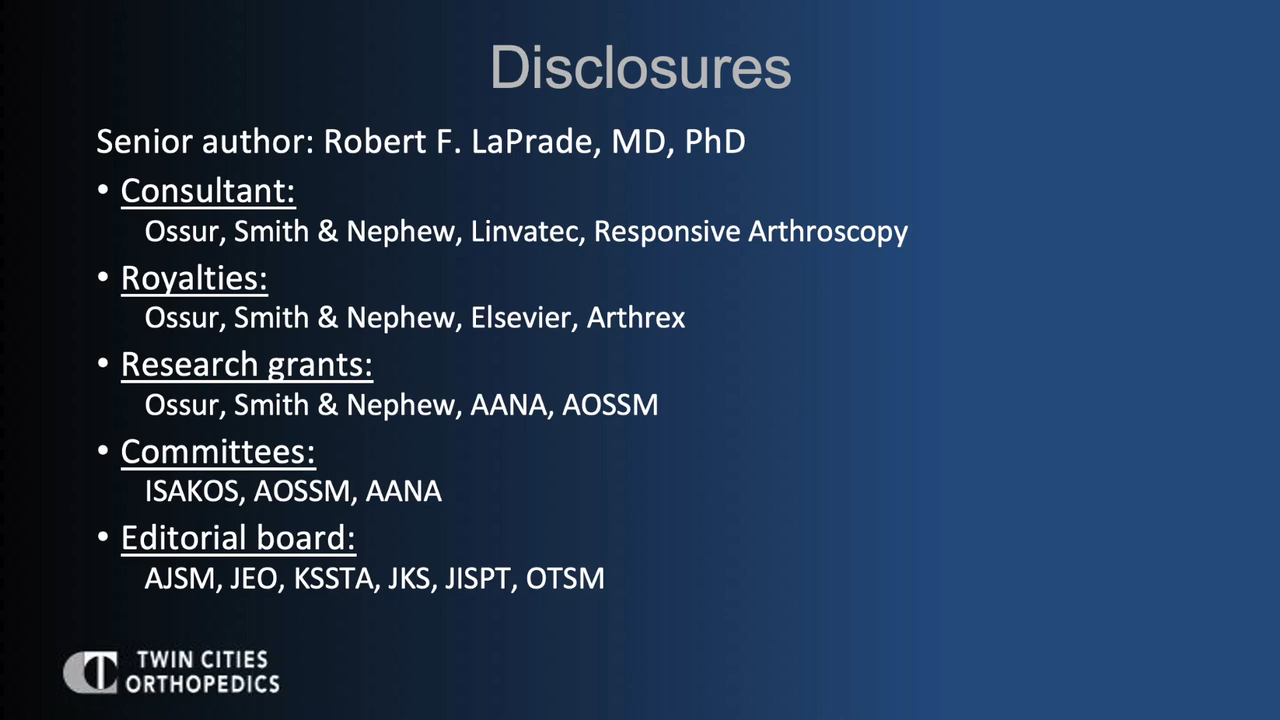 Disclosures
Senior author: Robert F. LaPrade, MD, PhD
• Consultant:
Ossur, Smith & Nephew, Linvatec, Responsive Arthroscopy
• Royalties:
Ossur, Smith & Nephew, Elsevier, Arthrex
• Research grants:
Ossur, Smith & Nephew, AANA, AOSSM
• Committees:
ISAKOS, AOSSM, AANA
• Editorial board:
AJSM, JEO, KSSTA, JKS, JISPT, OTSM
TWIN CITIES
ORTHOPEDICS